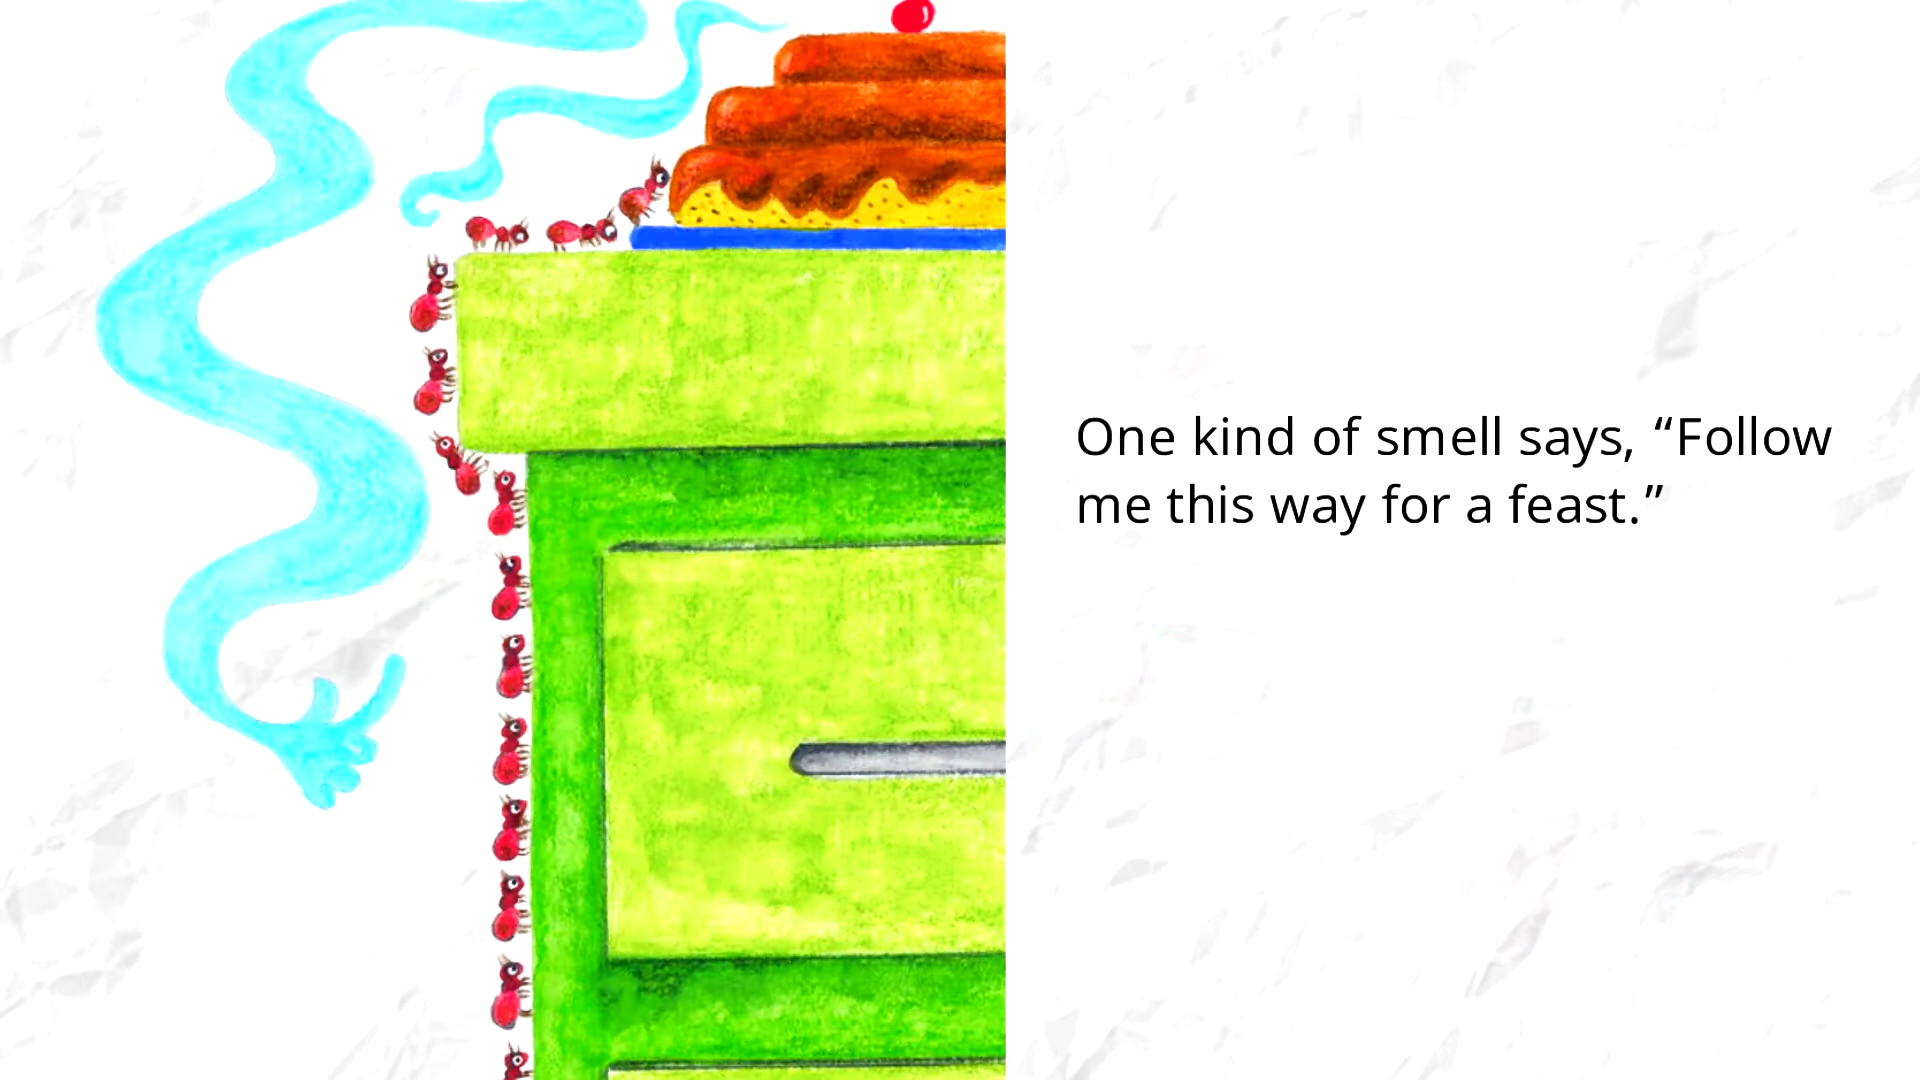 One kind of smell says, “Follow
me this way for a feast.”